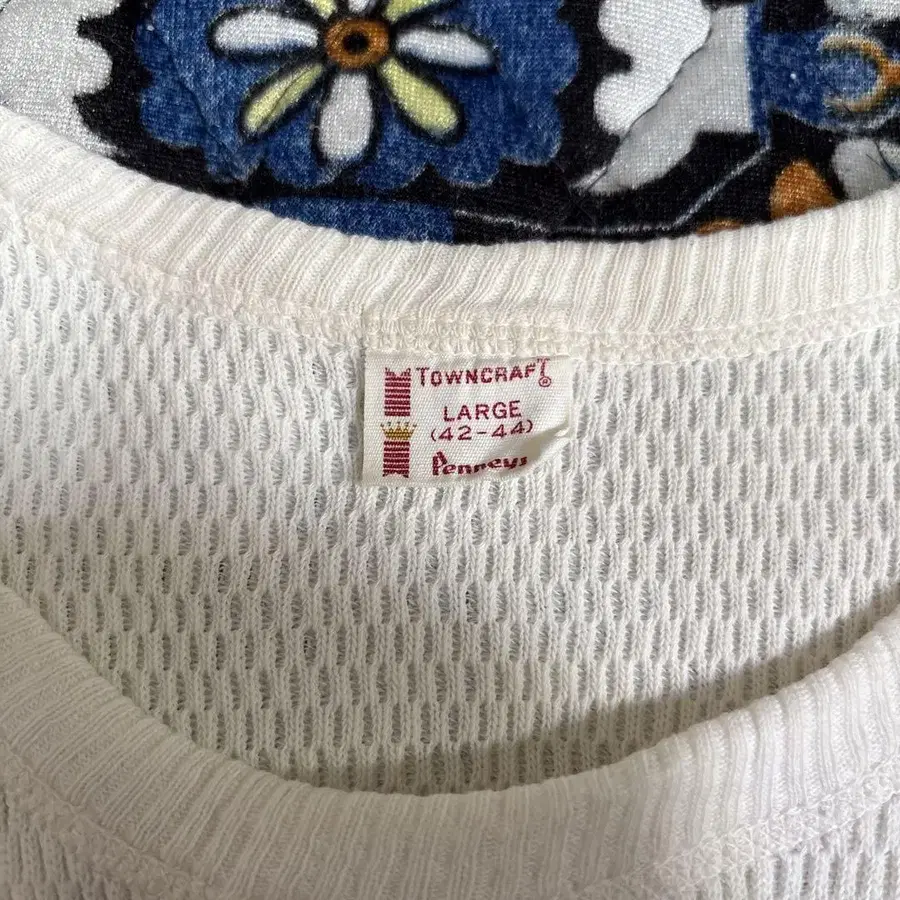 TOWNCRAFT®
LARGE
(42-44)
Penneys